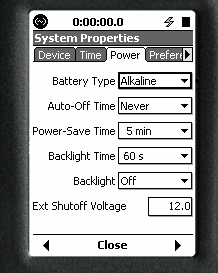 0:00:00.0
System Properties
Device Time Power Prefere
Battery Type Alkaline
Auto-Off Time Never
Power-Save Time 5 min
Backlight Time 60 s
Backlight Off
Ext Shutoff Voltage 12.0
Close